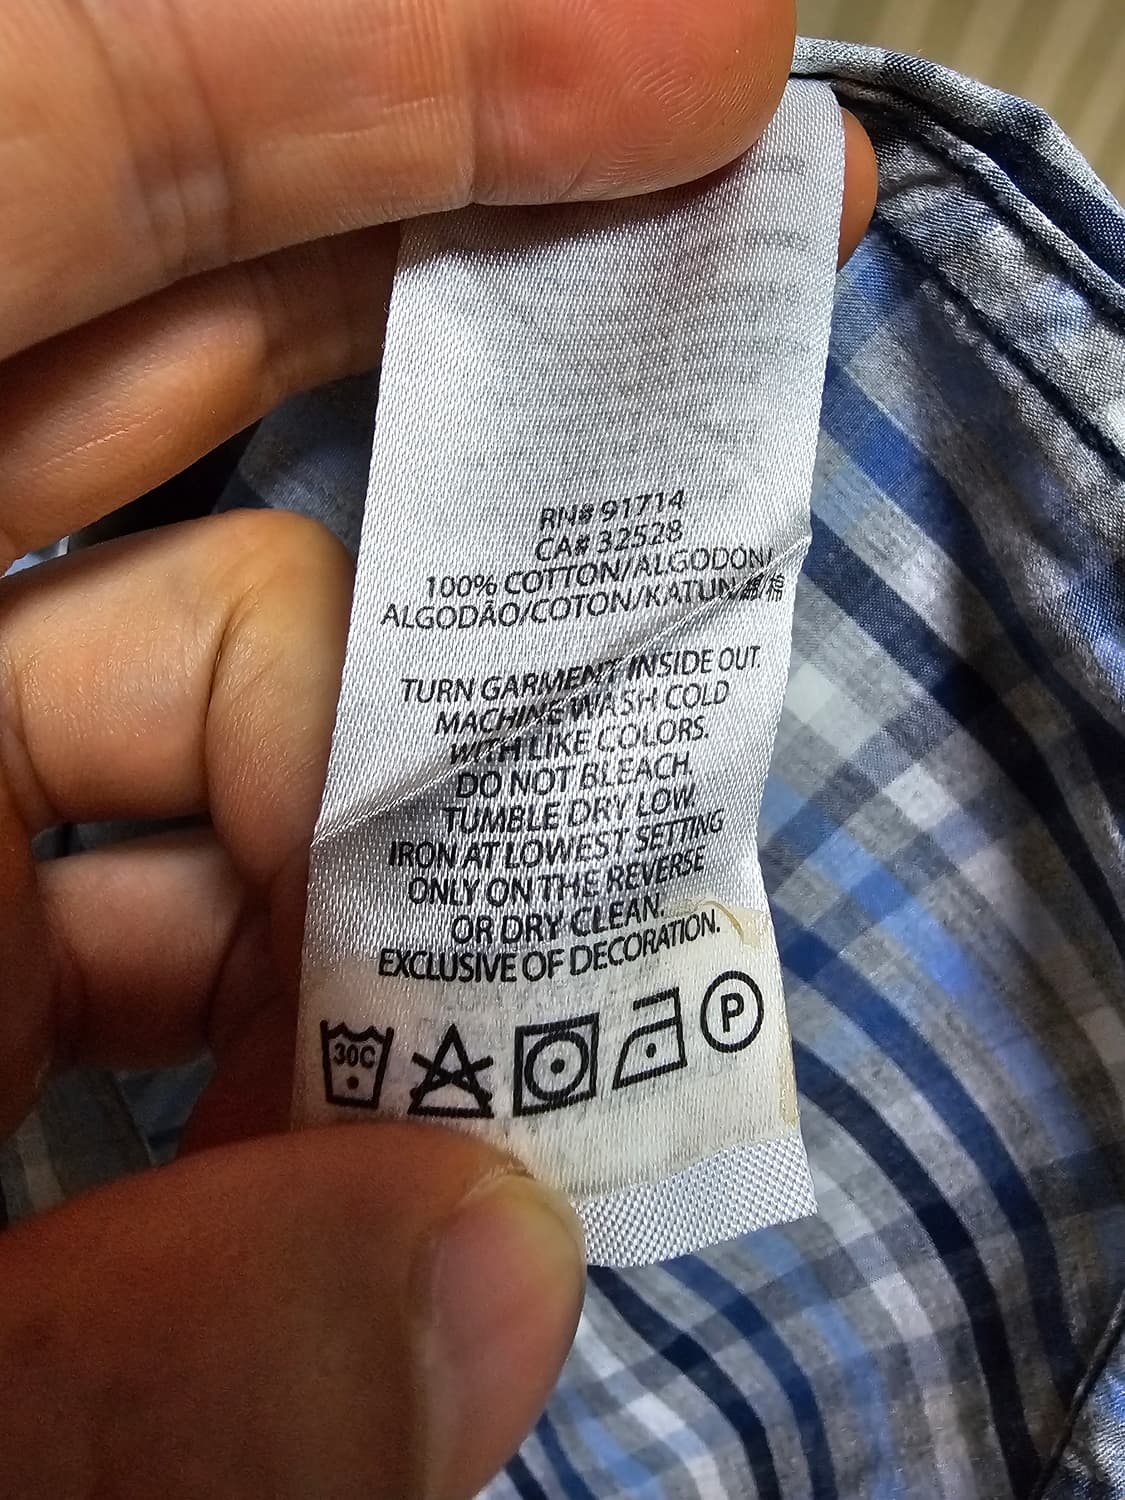 RN# 91714
CA# 32528
100% COTTON/ALGODÓN/
ALGODÃO/COTON/KATUN/綿/棉
TURN GARMENT INSIDE OUT.
MACHINE WASH COLD
WITH LIKE COLORS.
DO NOT BLEACH.
TUMBLE DRY LOW.
IRON AT LOWEST SETTING
ONLY ON THE REVERSE
OR DRY CLEAN.
EXCLUSIVE OF DECORATION.
30C
P